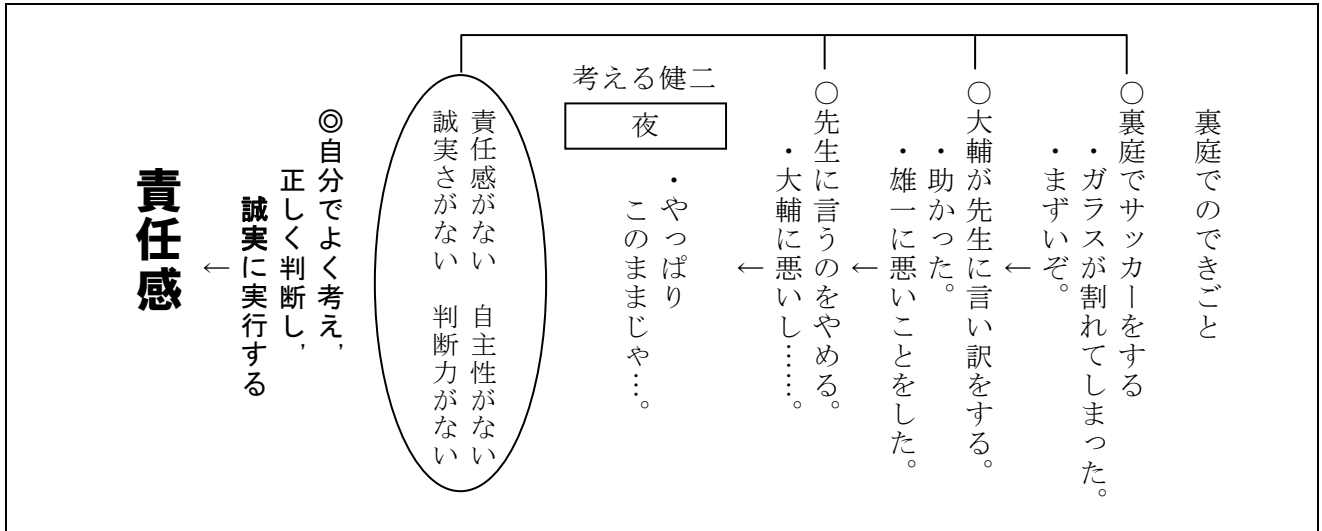 裏庭でのできごと
○裏庭でサッカーをする
・ガラスが割れてしまった。
・まずいぞ。
←
○大輔が先生に言い訳をする。
・助かった。
・雄一に悪いことをした。
←
○先生に言うのをやめる。
・大輔に悪いし……。
←
考える健二
夜
・やっぱり
このままじゃ…。
責任感がない　自主性がない
誠実さがない　判断力がない
◎自分でよく考え，
正しく判断し，
誠実に実行する
←
責任感